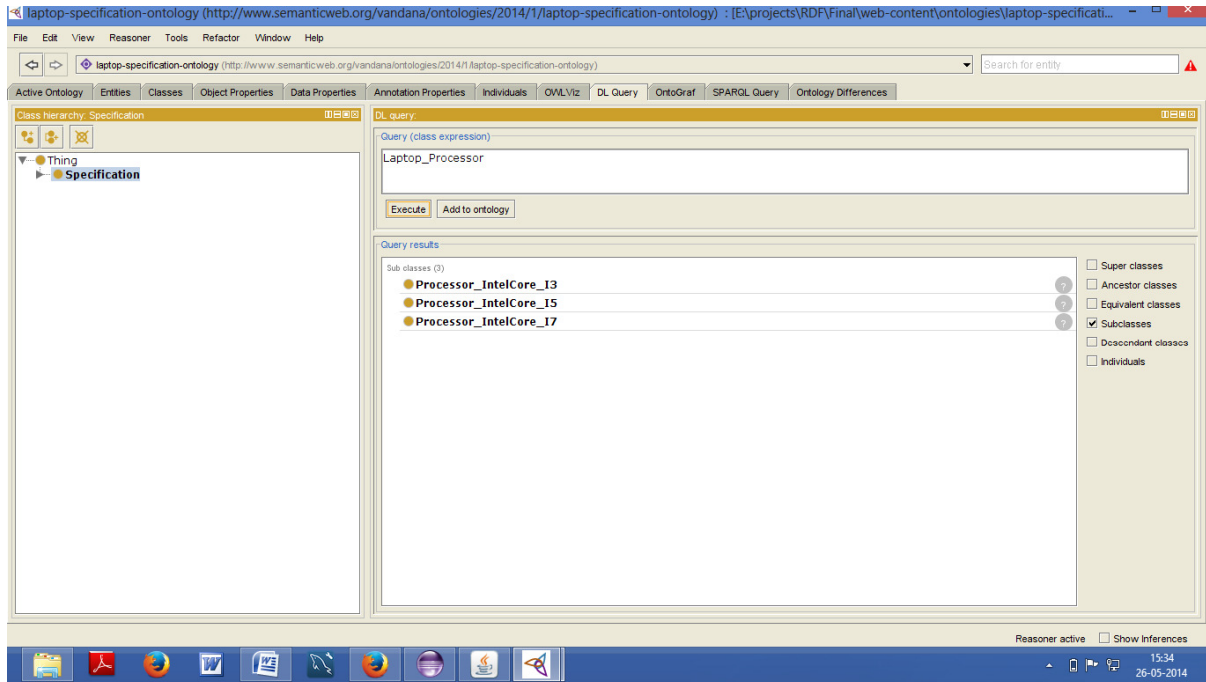 laptop-specification-ontology (http://www.semanticweb.org/vandana/ontologies/2014/1/laptop-specification-ontology) : [E:\projects\RDF\Final\web-content\ontologies\laptop-specificati...
File Edit View Reasoner Tools Refactor Window Help
laptop-specification-ontology (http://www.semanticweb.org/vandana/ontologies/2014/1/laptop-specification-ontology)
Search for entity
Active Ontology Entities Classes Object Properties Data Properties Annotation Properties Individuals OWLViz DL Query OntoGraf SPARQL Query Ontology Differences
Class hierarchy: Specification
Thing
Specification
DL query:
Query (class expression)
Laptop_Processor
Execute Add to ontology
Query results
Sub classes (3)
Processor_IntelCore_I3
Processor_IntelCore_I5
Processor_IntelCore_I7
Super classes
Ancestor classes
Equivalent classes
Subclasses
Descendant classes
Individuals
Reasoner active Show Inferences
15:34
26-05-2014